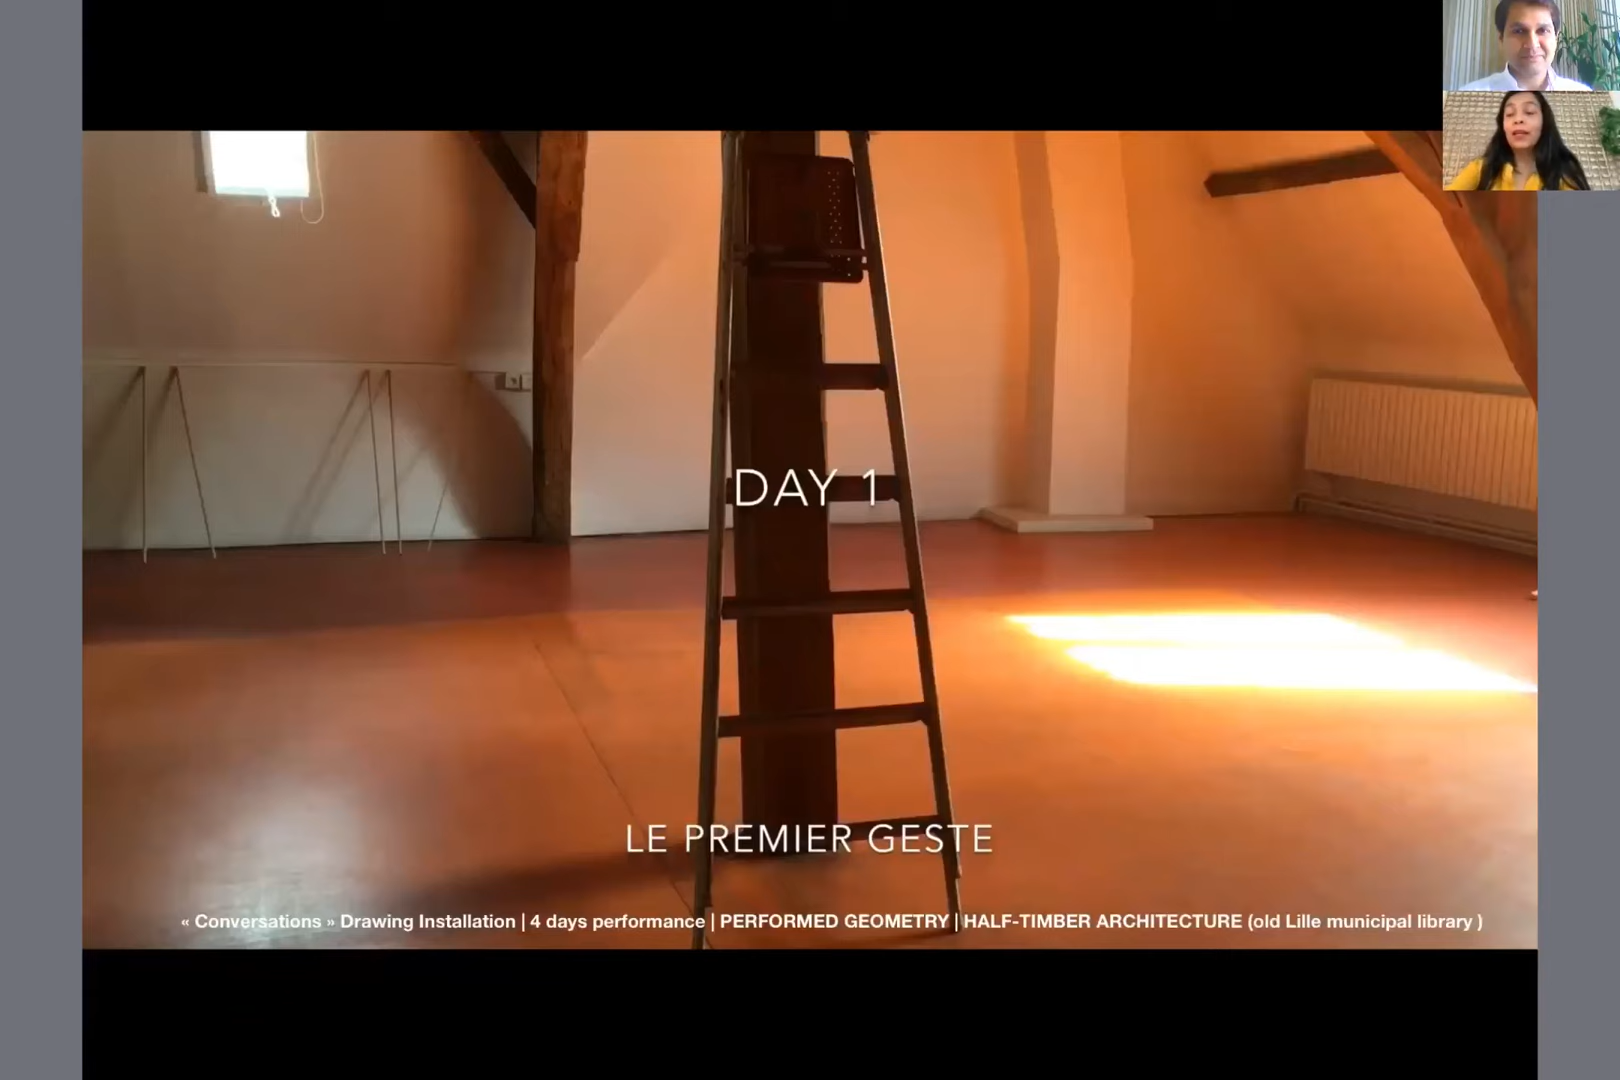 DAY 1
LE PREMIER GESTE
« Conversations » Drawing Installation | 4 days performance | PERFORMED GEOMETRY | HALF-TIMBER ARCHITECTURE (old Lille municipal library )